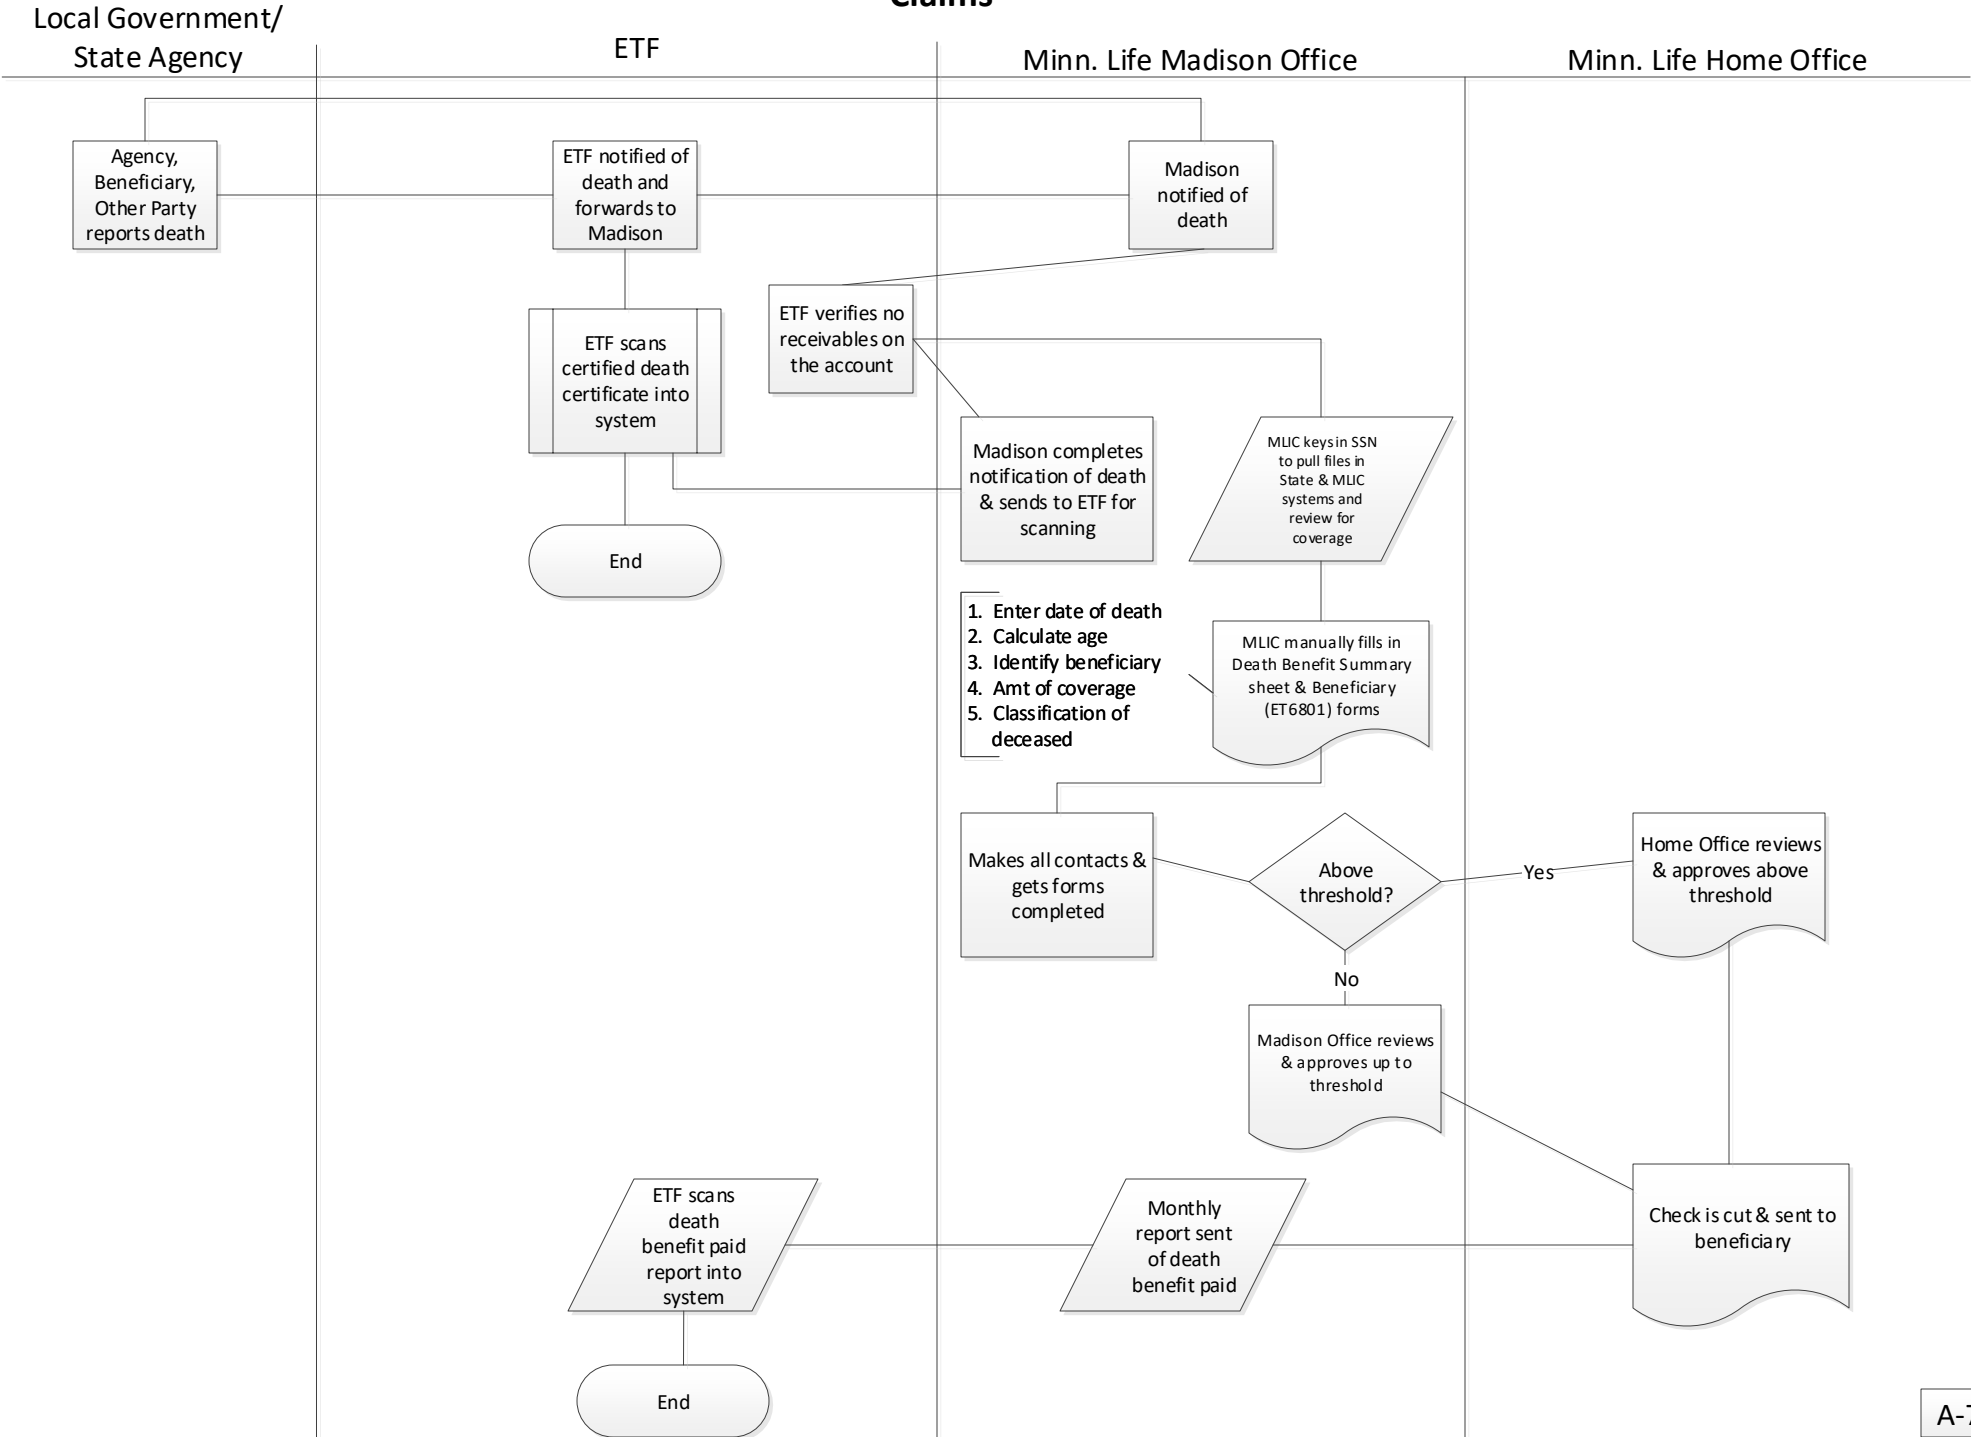 Claims
Local Government/
State Agency
ETF
Minn. Life Madison Office
Minn. Life Home Office
Agency,
Beneficiary,
Other Party
reports death
ETF notified of
death and
forwards to
Madison
Madison
notified of
death
ETF verifies no
receivables on
the account
ETF scans
certified death
certificate into
system
Madison completes
notification of death
& sends to ETF for
scanning
MLIC keys in SSN
to pull files in
State & MLIC
systems and
review for
coverage
End
1. Enter date of death
2. Calculate age
3. Identify beneficiary
4. Amt of coverage
5. Classification of
deceased
MLIC manually fills in
Death Benefit Summary
sheet & Beneficiary
(ET6801) forms
Makes all contacts &
gets forms
completed
Above
threshold?
Yes
Home Office reviews
& approves above
threshold
No
Madison Office reviews
& approves up to
threshold
ETF scans
death
benefit paid
report into
system
Monthly
report sent
of death
benefit paid
Check is cut & sent to
beneficiary
End
A-7